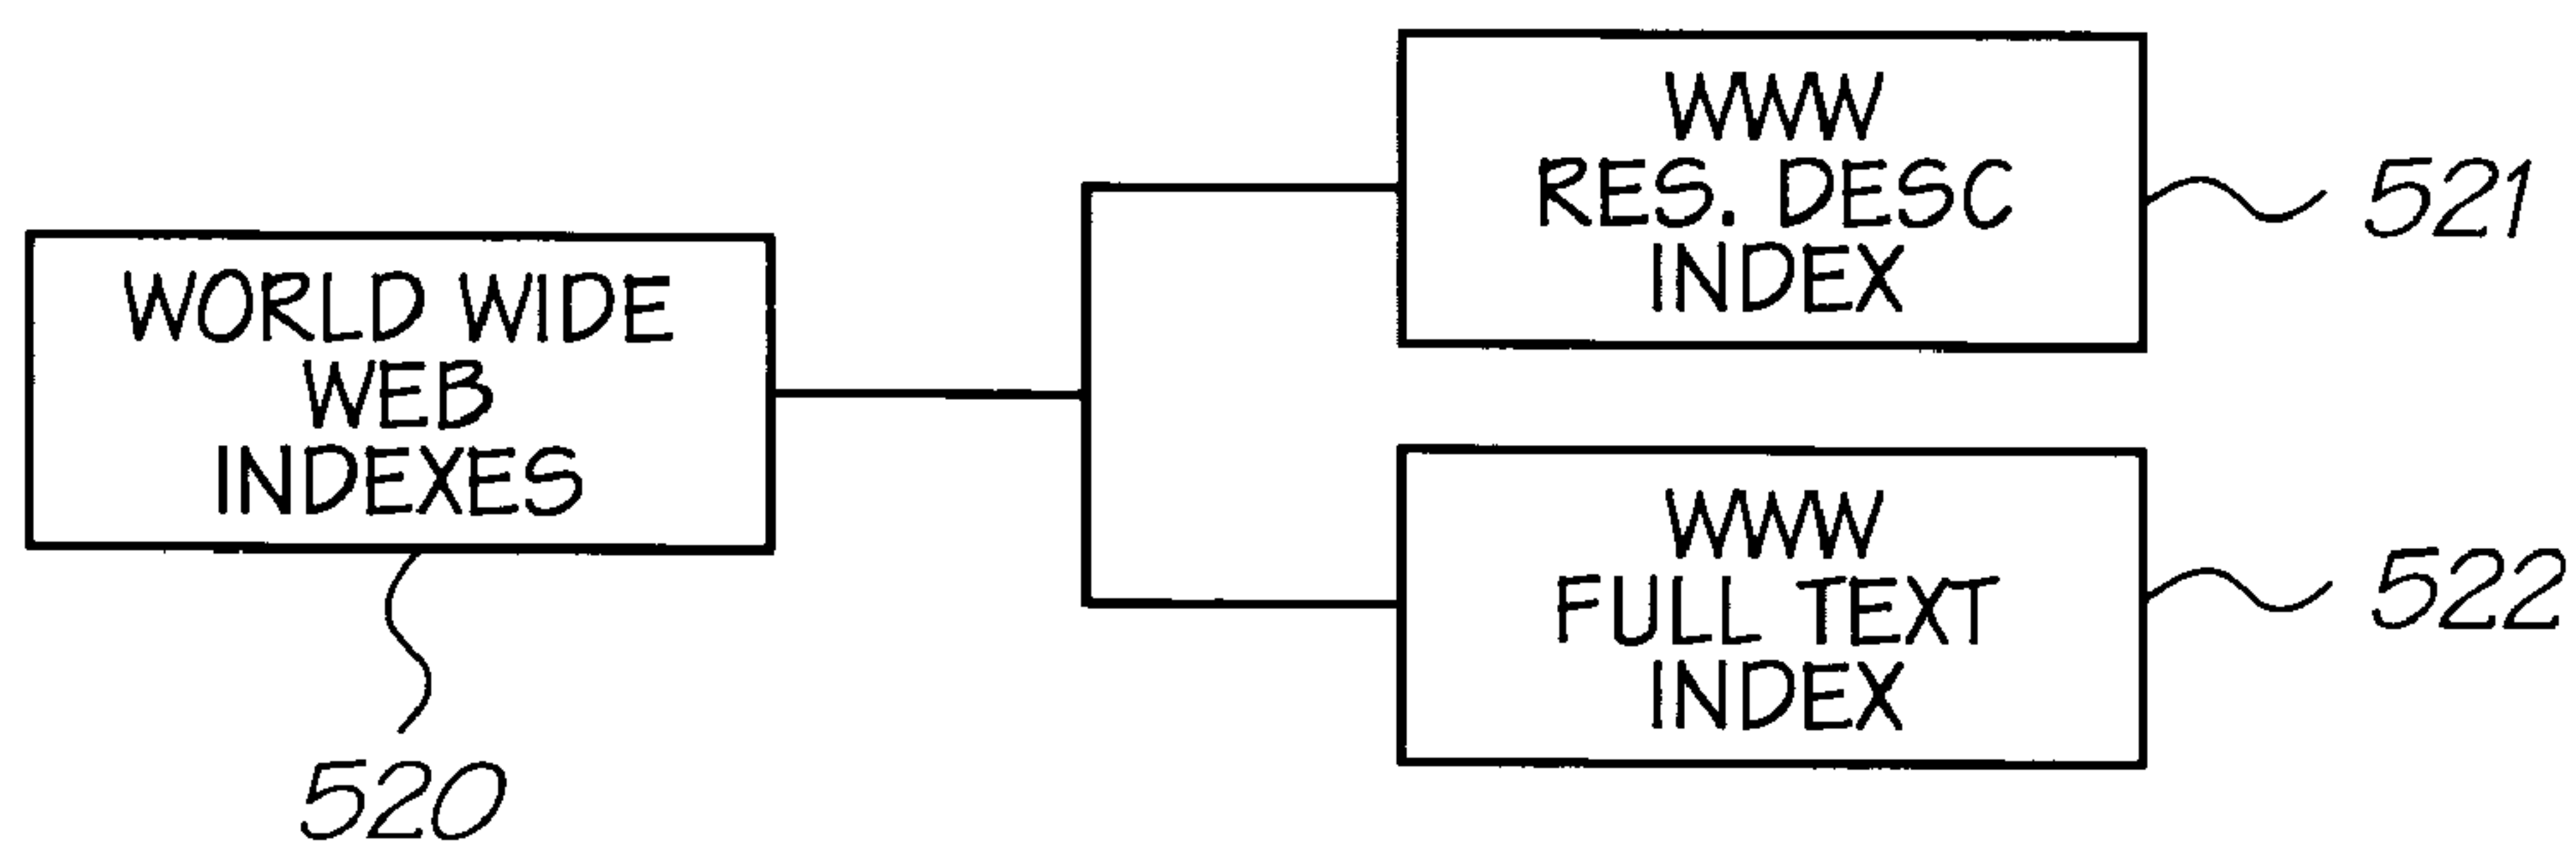 WORLD WIDE
WEB
INDEXES
520
WWW
RES. DESC
INDEX
521
WWW
FULL TEXT
INDEX
522